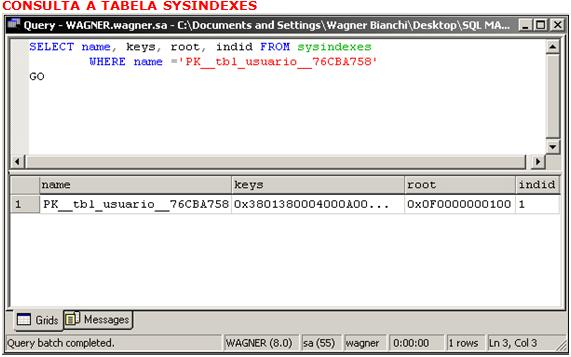 CONSULTA A TABELA SYSINDEXES
Query - WAGNER.wagner.sa - C:\Documents and Settings\Wagner Bianchi\Desktop\SQL MA...
SELECT name, keys, root, indid FROM sysindexes
WHERE name ='PK__tbl_usuario__76CBA758'
GO
name keys root indid
1 PK__tbl_usuario__76CBA758 0x3801380004000A00... 0x0F0000000100 1
Grids Messages
Query batch completed. WAGNER (8.0) sa (55) wagner 0:00:00 1 rows Ln 3, Col 3